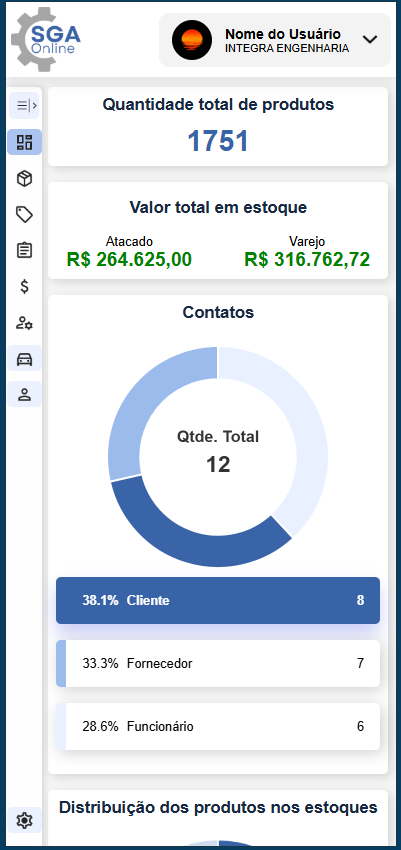 SGA
Online
Nome do Usuário
INTEGRA ENGENHARIA
Quantidade total de produtos
1751
Valor total em estoque
Atacado Varejo
R$ 264.625,00 R$ 316.762,72
Contatos
Qtde. Total
12
38.1% Cliente 8
33.3% Fornecedor 7
28.6% Funcionário 6
Distribuição dos produtos nos estoques